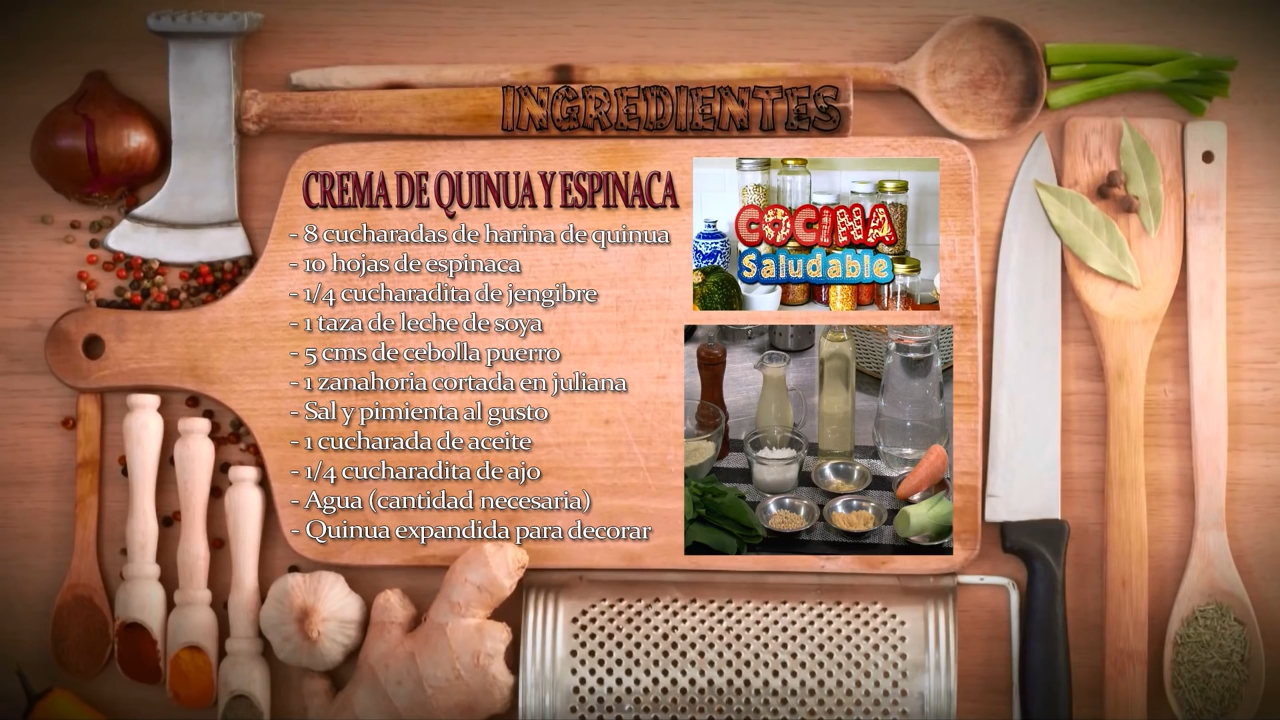 INGREDIENTES
CREMA DE QUINUA Y ESPINACA
- 8 cucharadas de harina de quinua
- 10 hojas de espinaca
- 1/4 cucharadita de jengibre
- 1 taza de leche de soya
- 5 cms de cebolla puerro
- 1 zanahoria cortada en juliana
- Sal y pimienta al gusto
- 1 cucharada de aceite
- 1/4 cucharadita de ajo
- Agua (cantidad necesaria)
- Quinua expandida para decorar
COCINA
Saludable